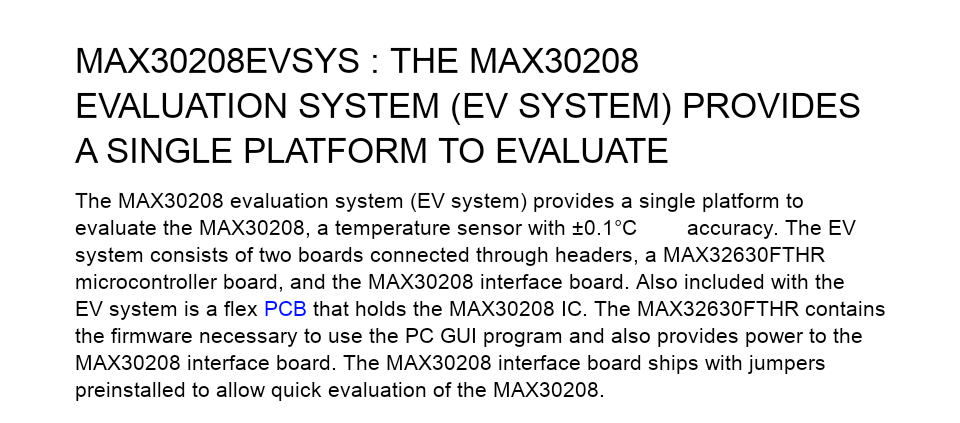 MAX30208EVSYS : THE MAX30208
EVALUATION SYSTEM (EV SYSTEM) PROVIDES
A SINGLE PLATFORM TO EVALUATE
The MAX30208 evaluation system (EV system) provides a single platform to
evaluate the MAX30208, a temperature sensor with ±0.1°C accuracy. The EV
system consists of two boards connected through headers, a MAX32630FTHR
microcontroller board, and the MAX30208 interface board. Also included with the
EV system is a flex PCB that holds the MAX30208 IC. The MAX32630FTHR contains
the firmware necessary to use the PC GUI program and also provides power to the
MAX30208 interface board. The MAX30208 interface board ships with jumpers
preinstalled to allow quick evaluation of the MAX30208.